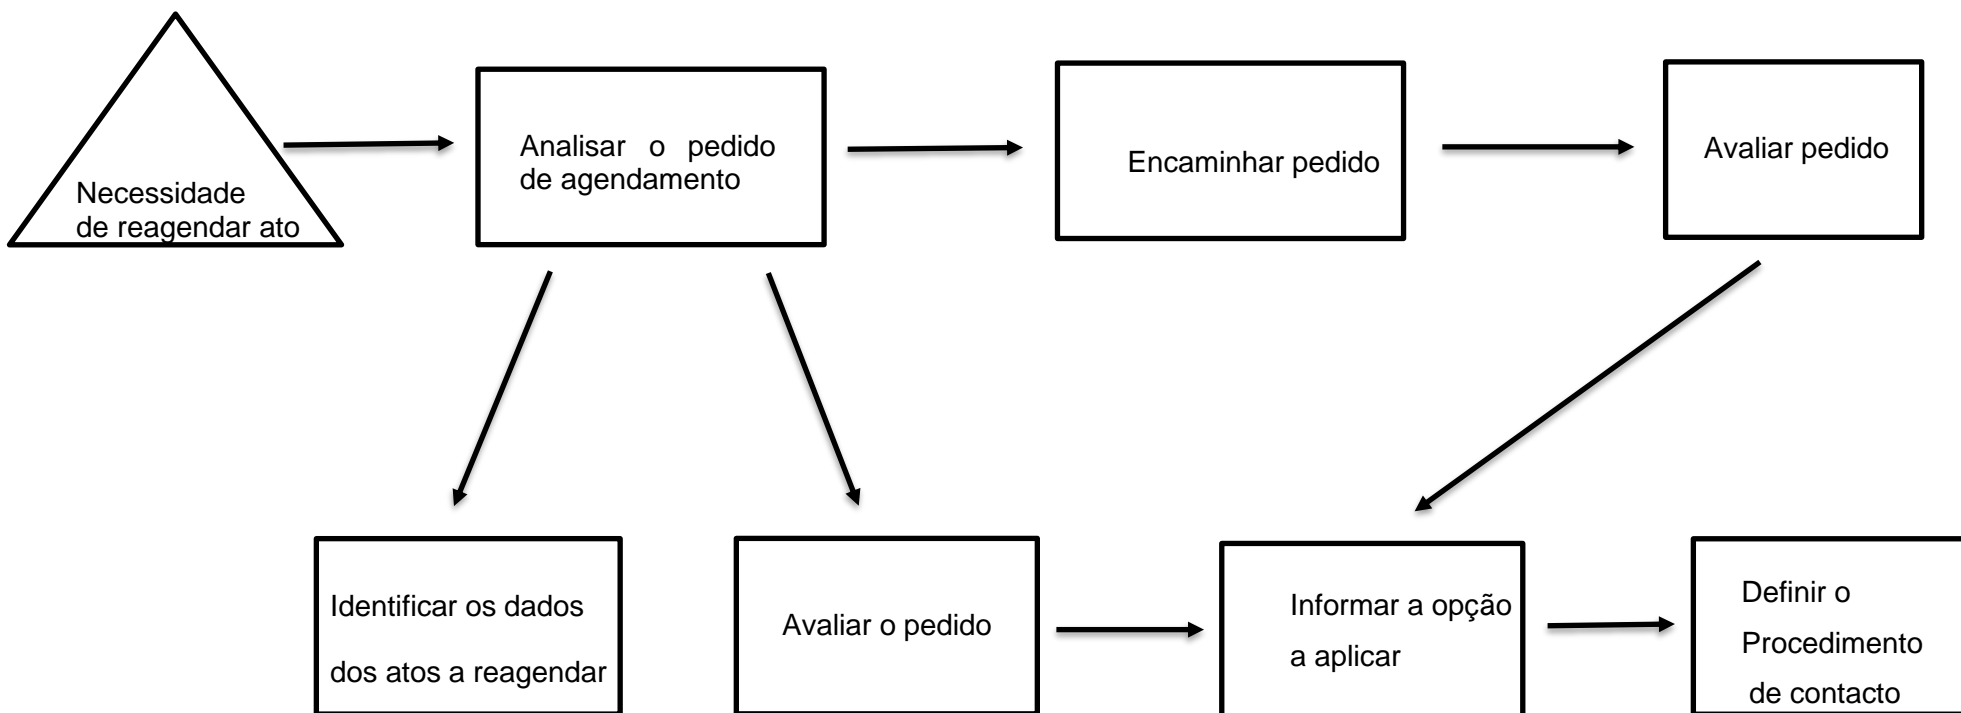 Necessidade
de reagendar ato
Analisar o pedido
de agendamento
Encaminhar pedido
Avaliar pedido
Identificar os dados
dos atos a reagendar
Avaliar o pedido
Informar a opção
a aplicar
Definir o
Procedimento
de contacto